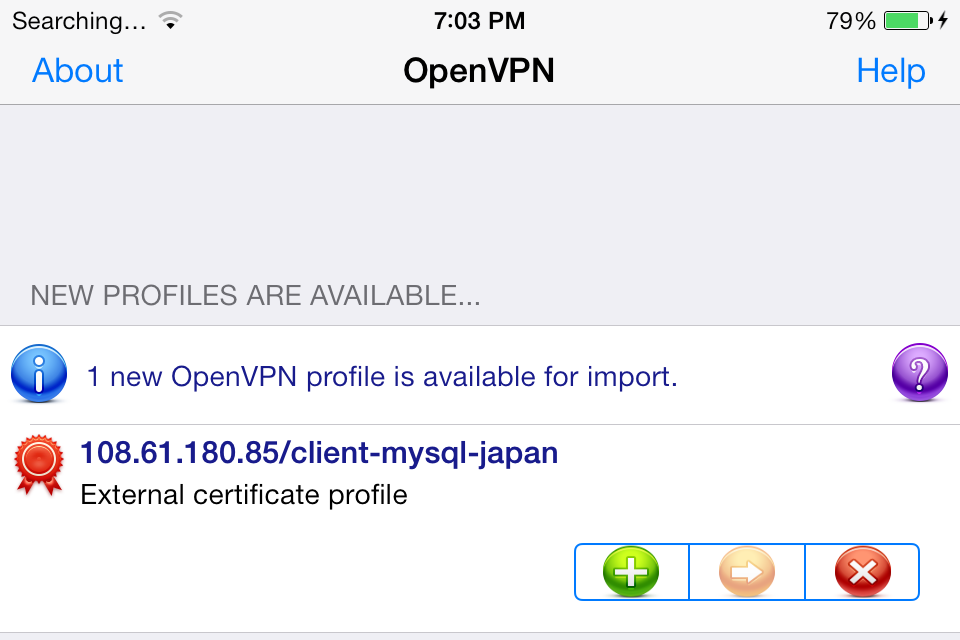 Searching... 7:03 PM 79%
About OpenVPN Help
NEW PROFILES ARE AVAILABLE...
1 new OpenVPN profile is available for import.
108.61.180.85/client-mysql-japan
External certificate profile